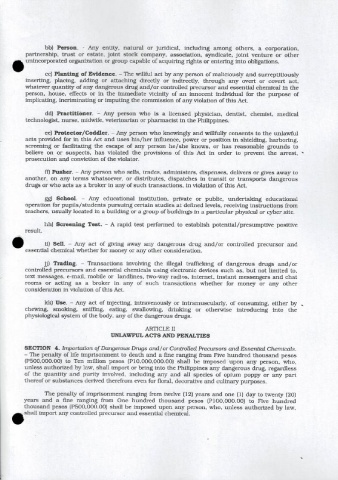 bb) Person. – Any entity, natural or juridical, including among others, a corporation,
partnership, trust or estate, joint stock company, association, syndicate, joint venture or other
unincorporated organization or group capable of acquiring rights or entering into obligations.
cc) Planting of Evidence. – The willful act by any person of maliciously and surreptitiously
inserting, placing, adding or attaching directly or indirectly, through any overt or covert act,
whatever quantity of any dangerous drug and/or controlled precursor and essential chemical in the
person, house, effects or in the immediate vicinity of an innocent individual for the purpose of
implicating, incriminating or imputing the commission of any violation of this Act.
dd) Practitioner. – Any person who is a licensed physician, dentist, chemist, medical
technologist, nurse, midwife, veterinarian or pharmacist in the Philippines.
ee) Protector/Coddler. – Any person who knowingly and willfully consents to the unlawful
acts provided for in this Act and uses his/her influence, power or position in shielding, harboring,
screening or facilitating the escape of any person he/she knows, or has reasonable grounds to
believe on or suspects, has violated the provisions of this Act in order to prevent the arrest,
prosecution and conviction of the violator.
ff) Pusher. – Any person who sells, trades, administers, dispenses, delivers or gives away to
another, on any terms whatsoever, or distributes, dispatches in transit or transports dangerous
drugs or who acts as a broker in any of such transactions, in violation of this Act.
gg) School. – Any educational institution, private or public, undertaking educational
operation for pupils/students pursuing certain studies at defined levels, receiving instructions from
teachers, usually located in a building or a group of buildings in a particular physical or cyber site.
hh) Screening Test. – A rapid test performed to establish potential/presumptive positive
result.
ii) Sell. – Any act of giving away any dangerous drug and/or controlled precursor and
essential chemical whether for money or any other consideration.
jj) Trading. – Transactions involving the illegal trafficking of dangerous drugs and/or
controlled precursors and essential chemicals using electronic devices such as, but not limited to,
text messages, e-mail, mobile or landlines, two-way radios, internet, instant messengers and chat
rooms or acting as a broker in any of such transactions whether for money or any other
consideration in violation of this Act.
kk) Use. – Any act of injecting, intravenously or intramuscularly, of consuming, either by
chewing, smoking, sniffing, eating, swallowing, drinking or otherwise introducing into the
physiological system of the body, any of the dangerous drugs.
ARTICLE II
UNLAWFUL ACTS AND PENALTIES
SECTION 4. Importation of Dangerous Drugs and/or Controlled Precursors and Essential Chemicals.
– The penalty of life imprisonment to death and a fine ranging from Five hundred thousand pesos
(P500,000.00) to Ten million pesos (P10,000,000.00) shall be imposed upon any person, who,
unless authorized by law, shall import or bring into the Philippines any dangerous drug, regardless
of the quantity and purity involved, including any and all species of opium poppy or any part
thereof or substances derived therefrom even for floral, decorative and culinary purposes.
The penalty of imprisonment ranging from twelve (12) years and one (1) day to twenty (20)
years and a fine ranging from One hundred thousand pesos (P100,000.00) to Five hundred
thousand pesos (P500,000.00) shall be imposed upon any person, who, unless authorized by law,
shall import any controlled precursor and essential chemical.